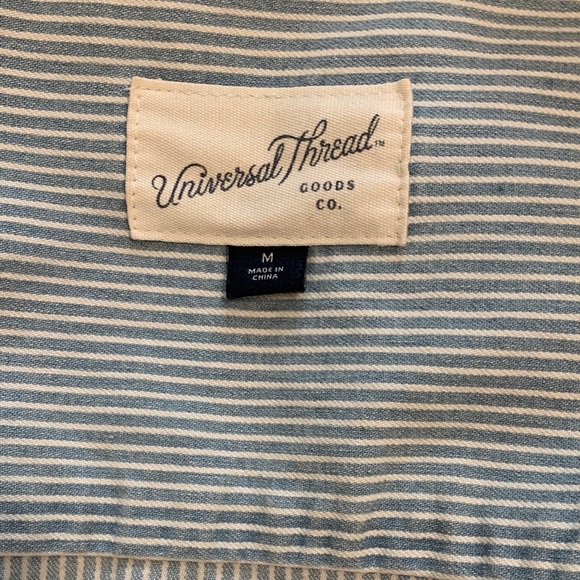 Universal Thread™
GOODS
CO.
M
MADE IN
CHINA